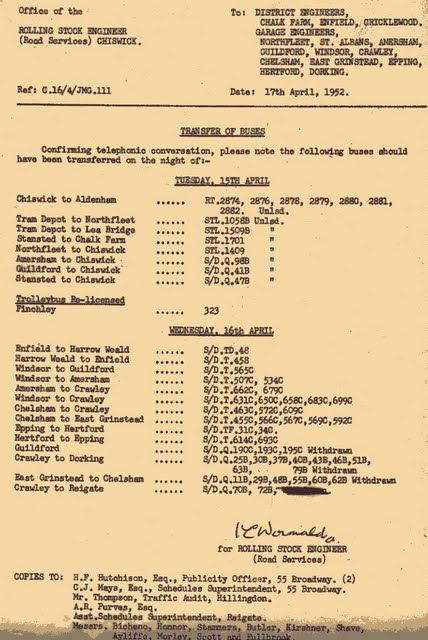 Office of the To: DISTRICT ENGINEERS,
CHALK FARM, ENFIELD, CRICKLEWOOD.
ROLLING STOCK ENGINEER GARAGE ENGINEERS,
(Road Services) CHISWICK. NORTHFLEET, ST. ALBANS, AMERSHAM,
GUILDFORD, WINDSOR, CRAWLEY,
CHELSHAM, EAST GRINSTEAD, EPPING,
HERTFORD, DORKING.
Ref: C.16/4/JMG.111 Date: 17th April, 1952.
TRANSFER OF BUSES
Confirming telephonic conversation, please note the following buses should
have been transferred on the night of:-
TUESDAY, 15TH APRIL
Chiswick to Aldenham ...... RT.2874, 2876, 2878, 2879, 2880, 2881,
2882. Unlsd.
Tram Depot to Northfleet ...... STL.1058B Unlsd.
Tram Depot to Lea Bridge ...... STL.1509B "
Stansted to Chalk Farm ...... STL.1701 "
Northfleet to Chiswick ...... STL.1409 "
Amersham to Chiswick ...... S/D.Q.98B "
Guildford to Chiswick ...... S/D.Q.41B "
Stansted to Chiswick ...... S/D.Q.47B "
Trolleybus Re-licensed
Finchley ...... 323
WEDNESDAY, 16TH APRIL
Enfield to Harrow Weald ...... S/D.TD.48
Harrow Weald to Enfield ...... S/D.T.458
Windsor to Guildford ...... S/D.T.565C
Windsor to Amersham ...... S/D.T.507C, 534C
Amersham to Crawley ...... S/D.T.662C, 679C
Windsor to Crawley ...... S/D.T.631C,650C,658C,683C,699C
Chelsham to Crawley ...... S/D.T.463C,572C,609C
Chelsham to East Grinstead ...... S/D.T.455C,566C,567C,569C,592C
Epping to Hertford ...... S/D.TF.31C,34C.
Hertford to Epping ...... S/D.T.614C,693C
Guildford ...... S/D.Q.190C,193C,195C Withdrawn
Crawley to Dorking ...... S/D.Q.25B,30B,37B,40B,43B,46B,51B,
63B, 79B Withdrawn
East Grinstead to Chelsham ...... S/D.Q.11B,29B,48B,55B,60B,62B Withdrawn
Crawley to Reigate ...... S/D.Q.70B, 72B,
for ROLLING STOCK ENGINEER
(Road Services)
COPIES TO: H.F. Hutchison, Esq., Publicity Officer, 55 Broadway. (2)
C.J. Mays, Esq., Schedules Superintendent, 55 Broadway.
Mr. Thompson, Traffic Audit, Hillingdon.
A.R. Purves, Esq.
Asst.Schedules Superintendent, Reigate.
Messrs. Bicheno, Honnor, Stammers, Butler, Kirshner, Shave,
Ayliffe, Morley, Scott and Fullbrook